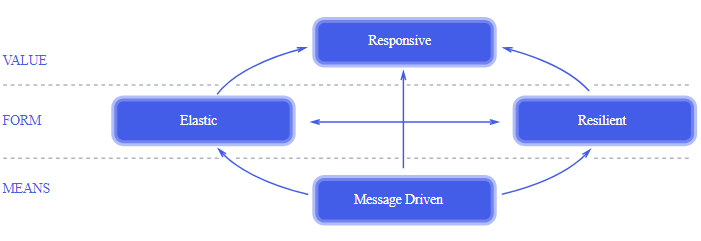 Responsive
VALUE
FORM
Elastic
Resilient
MEANS
Message Driven